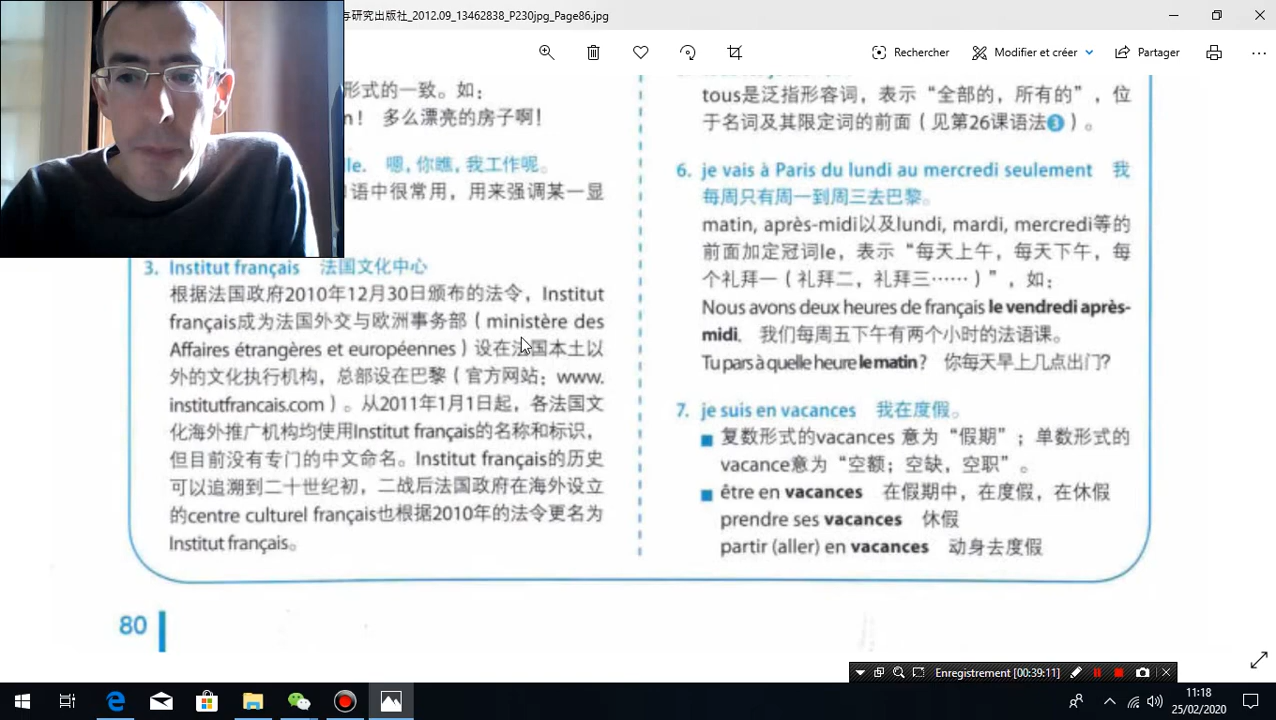 与研究出版社_2012.09_13462838_P230jpg_Page86.jpg
Rechercher
Modifier et créer
Partager
形式的一致。如：
! 多么漂亮的房子啊！
le. 嗯，你瞧，我工作呢。
语中很常用，用来强调某一显
3. Institut français 法国文化中心
根据法国政府2010年12月30日颁布的法令，Institut
français成为法国外交与欧洲事务部（ministère des
Affaires étrangères et européennes）设在法国本土以
外的文化执行机构，总部设在巴黎（官方网站：www.
institutfrancais.com）。从2011年1月1日起，各法国文
化海外推广机构均使用Institut français的名称和标识，
但目前没有专门的中文命名。Institut français的历史
可以追溯到二十世纪初，二战后法国政府在海外设立
的centre culturel français也根据2010年的法令更名为
Institut français。
80
tous是泛指形容词，表示“全部的，所有的”，位
于名词及其限定词的前面（见第26课语法3）。
6. je vais à Paris du lundi au mercredi seulement 我
每周只有周一到周三去巴黎。
matin, après-midi以及lundi, mardi, mercredi等的
前面加定冠词le，表示“每天上午，每天下午，每
个礼拜一（礼拜二，礼拜三……）”，如：
Nous avons deux heures de français le vendredi après-
midi. 我们每周五下午有两个小时的法语课。
Tu pars à quelle heure le matin? 你每天早上几点出门？
7. je suis en vacances 我在度假。
复数形式的vacances 意为“假期”；单数形式的
vacance意为“空额；空缺，空职”。
être en vacances 在假期中，在度假，在休假
prendre ses vacances 休假
partir (aller) en vacances 动身去度假
Enregistrement [00:39:11]
11:18
25/02/2020